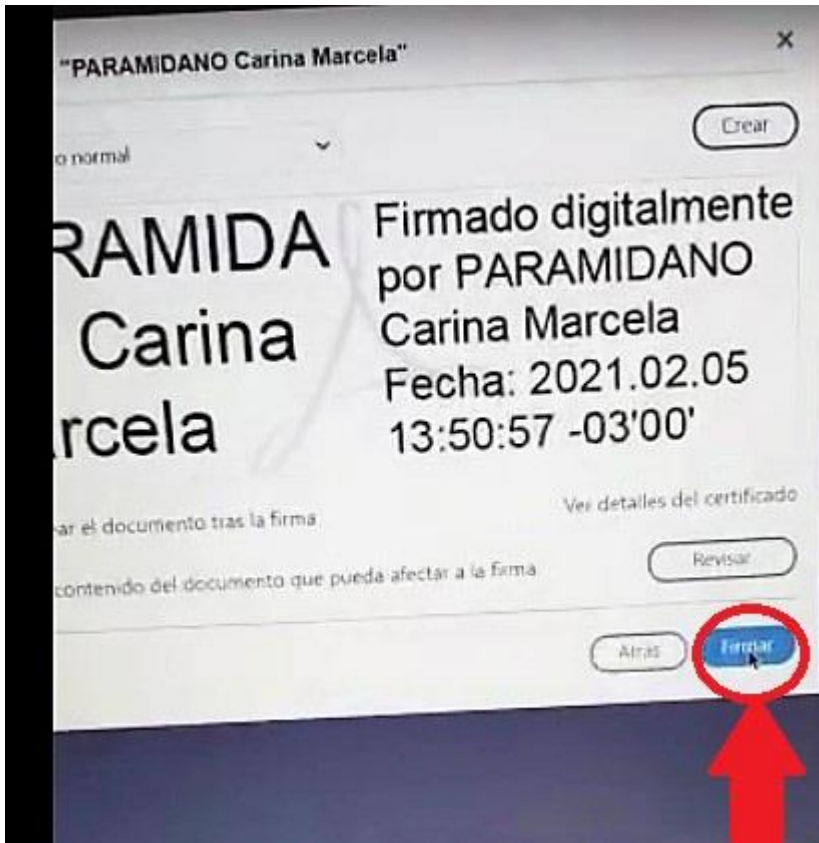 "PARAMIDANO Carina Marcela"
o normal
Crear
RAMIDA
Carina
rcela
Firmado digitalmente
por PARAMIDANO
Carina Marcela
Fecha: 2021.02.05
13:50:57 -03'00'
ar el documento tras la firma
Ver detalles del certificado
contenido del documento que pueda afectar a la firma
Revisar
Atrás
Firmar